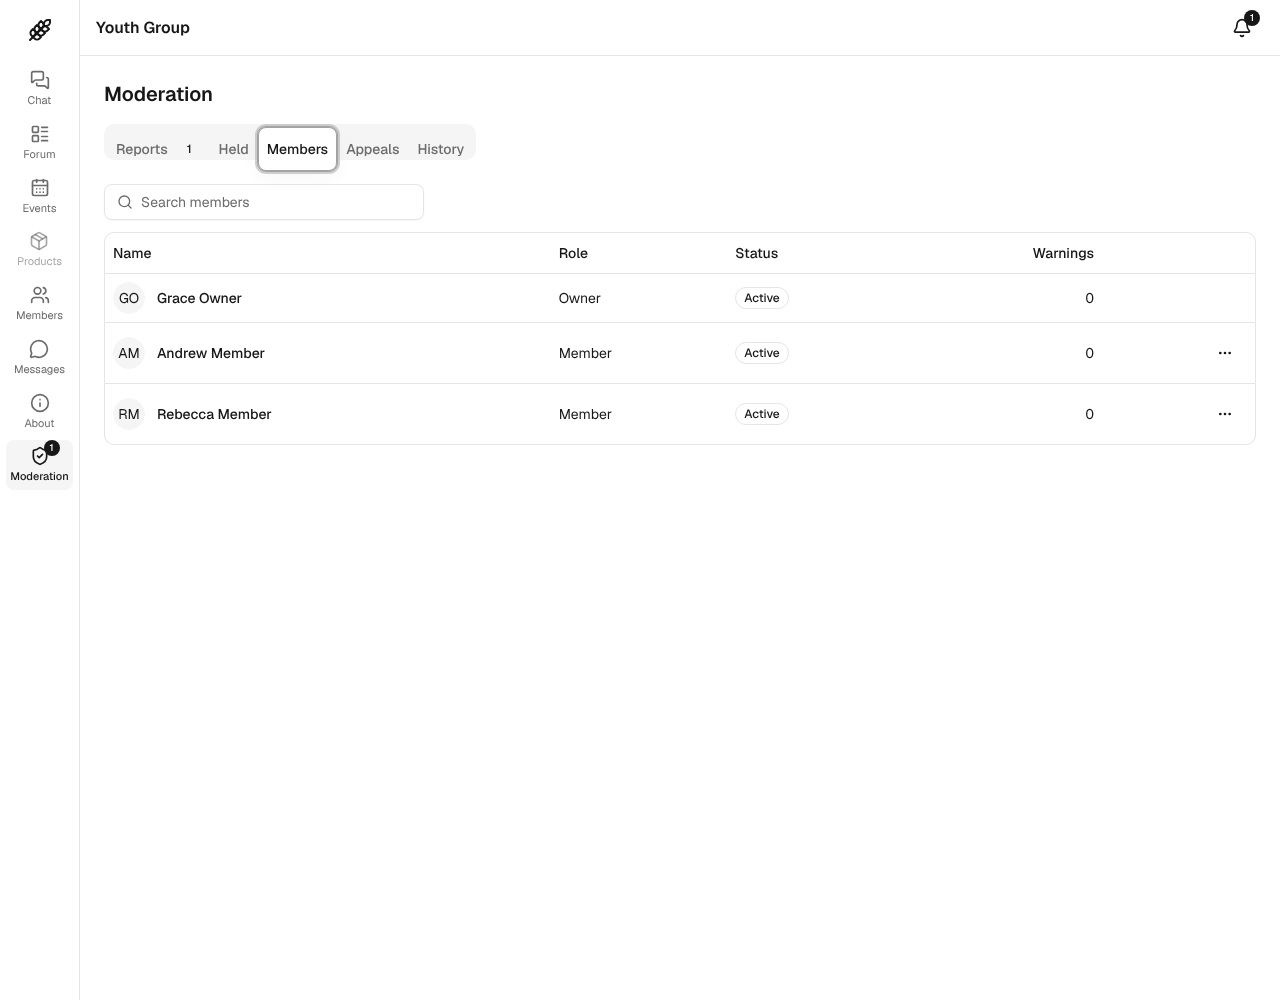 Youth Group
1
Chat
Forum
Events
Products
Members
Messages
About
1
Moderation
Moderation
Reports 1 Held Members Appeals History
Search members
Name Role Status Warnings
GO Grace Owner Owner Active 0
AM Andrew Member Member Active 0
RM Rebecca Member Member Active 0